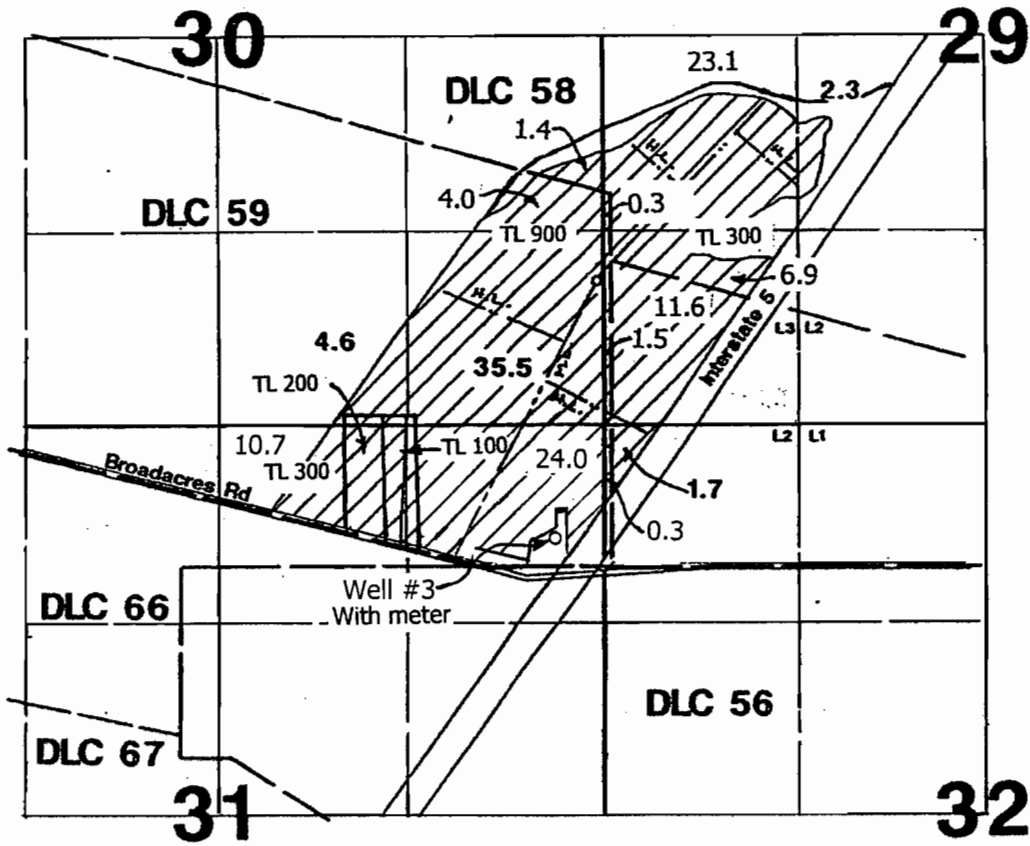 30
29
23.1
DLC 58
2.3
1.4
H.L.
H.L.
4.0
0.3
DLC 59
TL 900
TL 300
6.9
H.L.
11.6
L3
L2
Interstate 5
4.6
1.5
35.5
M.L.
H.L.
TL 200
10.7
TL 100
24.0
L2
L1
TL 300
Broadacres Rd
1.7
0.3
Well #3
With meter
DLC 66
DLC 56
DLC 67
31
32